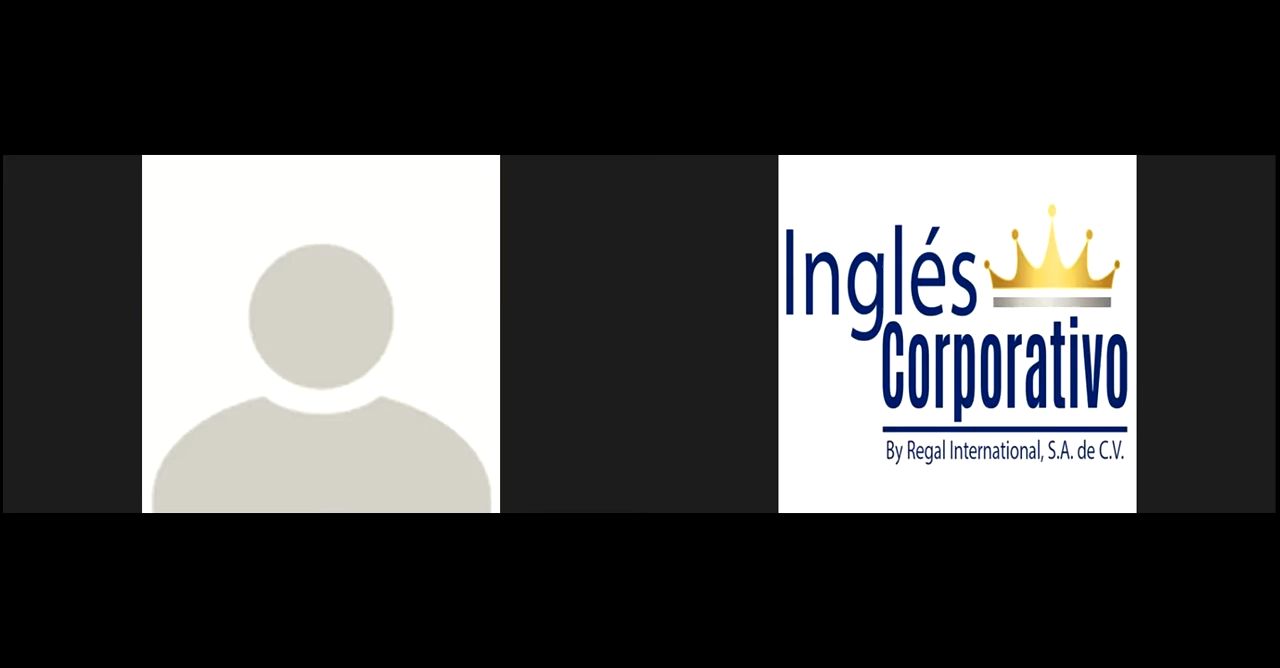 Inglés
Corporativo
By Regal International, S.A. de C.V.